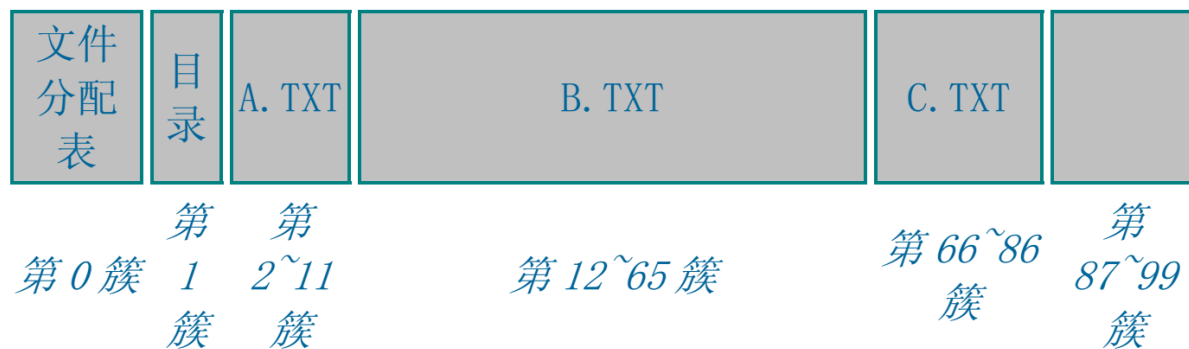 文件
分配
表
目
录
A.TXT
B.TXT
C.TXT
第0簇
第
1
簇
第
2~11
簇
第12~65簇
第66~86
簇
第
87~99
簇